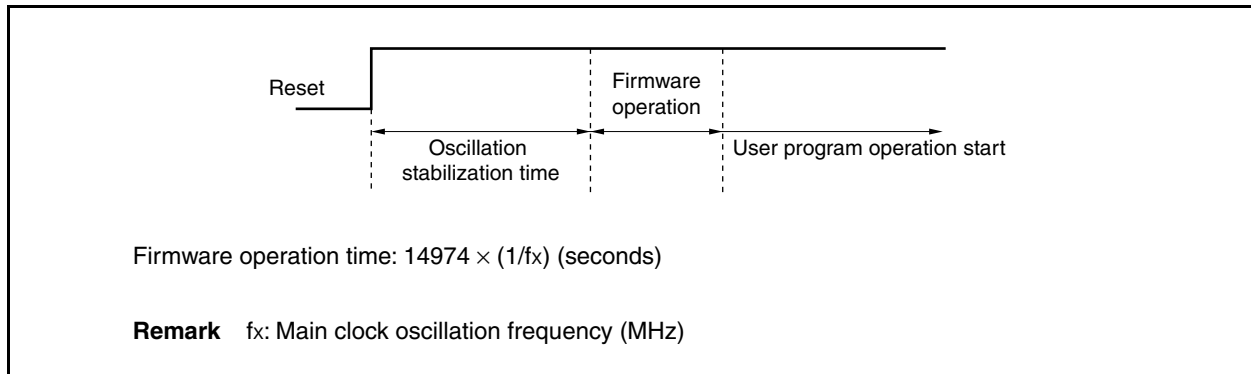 Reset
Firmware
operation
Oscillation
stabilization time
User program operation start
Firmware operation time: 14974 × (1/fx) (seconds)
Remark fx: Main clock oscillation frequency (MHz)